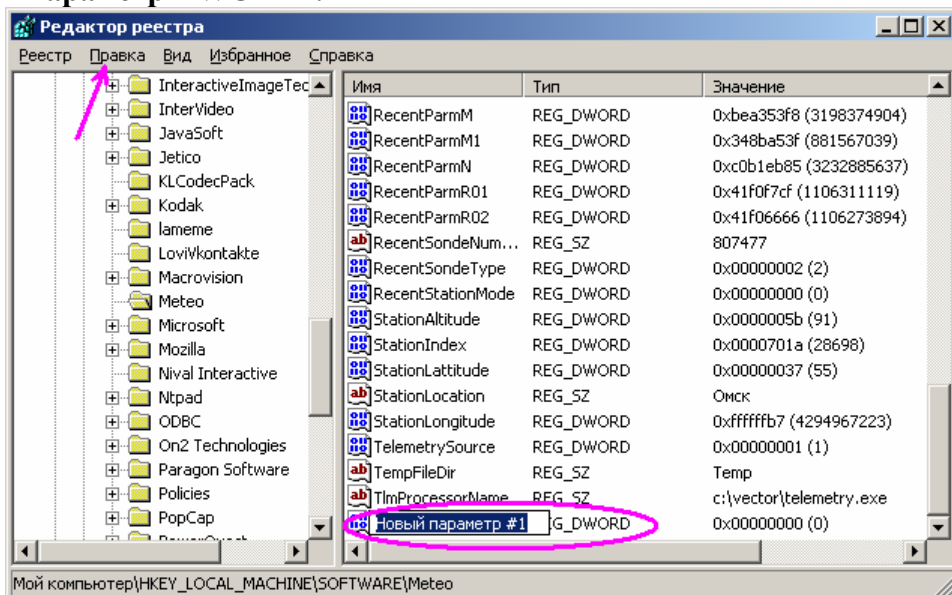 Редактор реестра
Реестр Правка Вид Избранное Справка
InteractiveImageTec
InterVideo
JavaSoft
Jetico
KLCodecPack
Kodak
lameme
LoviVkontakte
Macrovision
Meteo
Microsoft
Mozilla
Nival Interactive
Ntpad
ODBC
On2 Technologies
Paragon Software
Policies
PopCap
Имя Тип Значение
RecentParmM REG_DWORD 0xbea353f8 (3198374904)
RecentParmM1 REG_DWORD 0x348ba53f (881567039)
RecentParmN REG_DWORD 0xc0b1eb85 (3232885637)
RecentParmR01 REG_DWORD 0x41f0f7cf (1106311119)
RecentParmR02 REG_DWORD 0x41f06666 (1106273894)
RecentSondeNum... REG_SZ 807477
RecentSondeType REG_DWORD 0x00000002 (2)
RecentStationMode REG_DWORD 0x00000000 (0)
StationAltitude REG_DWORD 0x0000005b (91)
StationIndex REG_DWORD 0x0000701a (28698)
StationLattitude REG_DWORD 0x00000037 (55)
StationLocation REG_SZ Омск
StationLongitude REG_DWORD 0xffffffb7 (4294967223)
TelemetrySource REG_DWORD 0x00000001 (1)
TempFileDir REG_SZ Temp
TlmProcessorName REG_SZ c:\vector\telemetry.exe
Новый параметр #1 G_DWORD 0x00000000 (0)
Мой компьютер\HKEY_LOCAL_MACHINE\SOFTWARE\Meteo